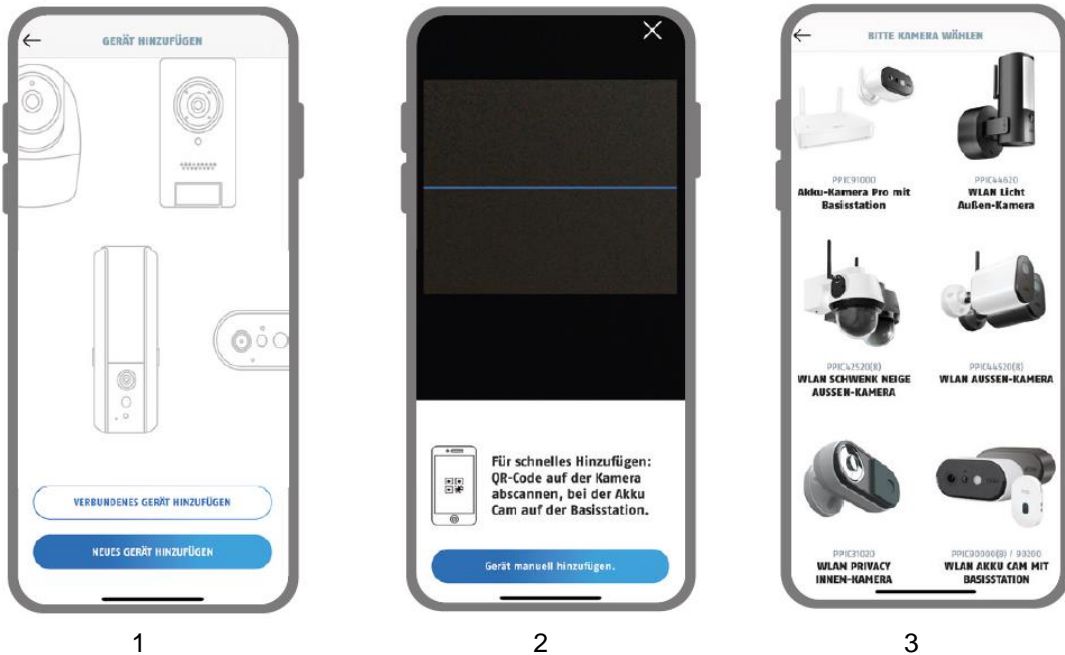 GERÄT HINZUFÜGEN
VERBUNDENES GERÄT HINZUFÜGEN
NEUES GERÄT HINZUFÜGEN
1
Für schnelles Hinzufügen:
QR-Code auf der Kamera
abscannen, bei der Akku
Cam auf der Basisstation.
Gerät manuell hinzufügen.
2
BITTE KAMERA WÄHLEN
PPIC91000
Akku-Kamera Pro mit
Basisstation
PPIC44620
WLAN Licht
Außen-Kamera
PPIC42520(B)
WLAN SCHWENK NEIGE
AUSSEN-KAMERA
PPIC44520(B)
WLAN AUSSEN-KAMERA
PPIC31020
WLAM PRIVACY
INNEN-KAMERA
PPIC90000(B) / 90200
WLAN AKKU CAM MIT
BASISSTATION
3